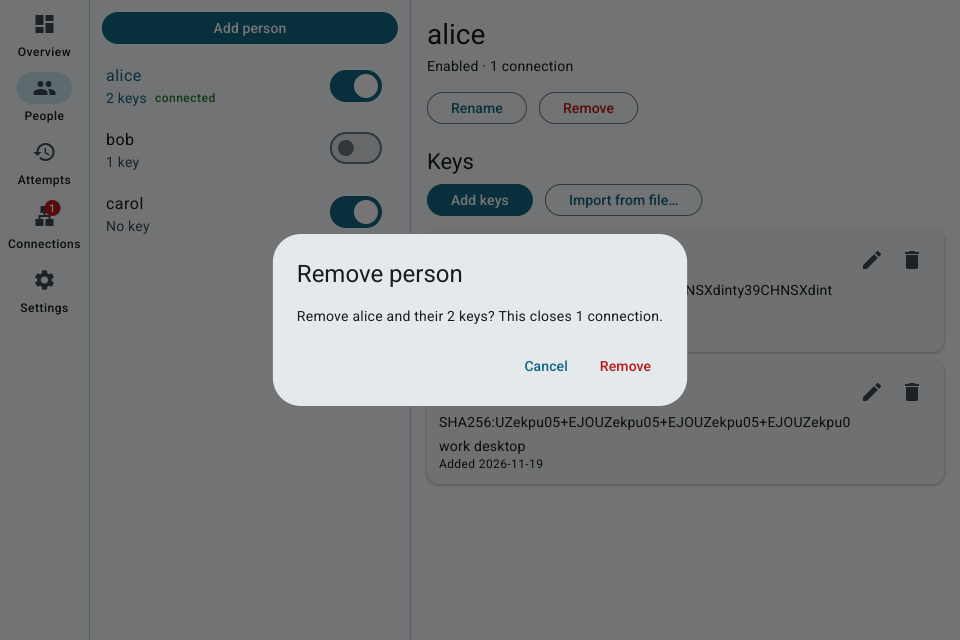 Overview
People
Attempts
1
Connections
Settings
Add person
alice
2 keys connected
bob
1 key
carol
No key
alice
Enabled · 1 connection
Rename
Remove
Keys
Add keys
Import from file…
NSXdinty39CHNSXdint
Remove person
Remove alice and their 2 keys? This closes 1 connection.
Cancel
Remove
SHA256:UZekpu05+EJOUZekpu05+EJOUZekpu05+EJOUZekpu0
work desktop
Added 2026-11-19